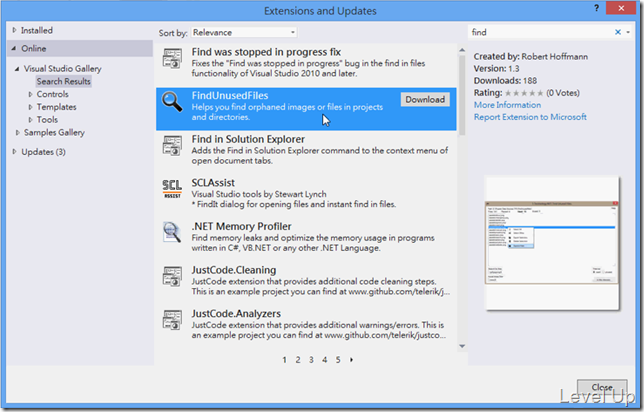 Extensions and Updates
? ×
Installed
Online
Visual Studio Gallery
Search Results
Controls
Templates
Tools
Samples Gallery
Updates (3)
Sort by: Relevance
Find was stopped in progress fix
Fixes the "Find was stopped in progress" bug in the find in files
functionality of Visual Studio 2010 and later.
FindUnusedFiles
Helps you find orphaned images or files in projects
and directories.
Download
Find in Solution Explorer
Adds the Find in Solution Explorer command to the context menu of
open document tabs.
SCL
ASSIST
SCLAssist
Visual Studio tools by Stewart Lynch
* FindIt dialog for opening files and instant find in files.
.NET Memory Profiler
Find memory leaks and optimize the memory usage in programs
written in C#, VB.NET or any other .NET Language.
JustCode.Cleaning
JustCode extension that provides additional code cleaning steps.
This is an example project you can find at www.github.com/telerik/j...
JustCode.Analyzers
JustCode extension that provides additional warnings/errors. This is
an example project you can find at www.github.com/telerik/justco...
1 2 3 4 5
find ×
Created by: Robert Hoffmann
Version: 1.3
Downloads: 188
Rating: ★★★★★ (0 Votes)
More Information
Report Extension to Microsoft
Close
Level Up